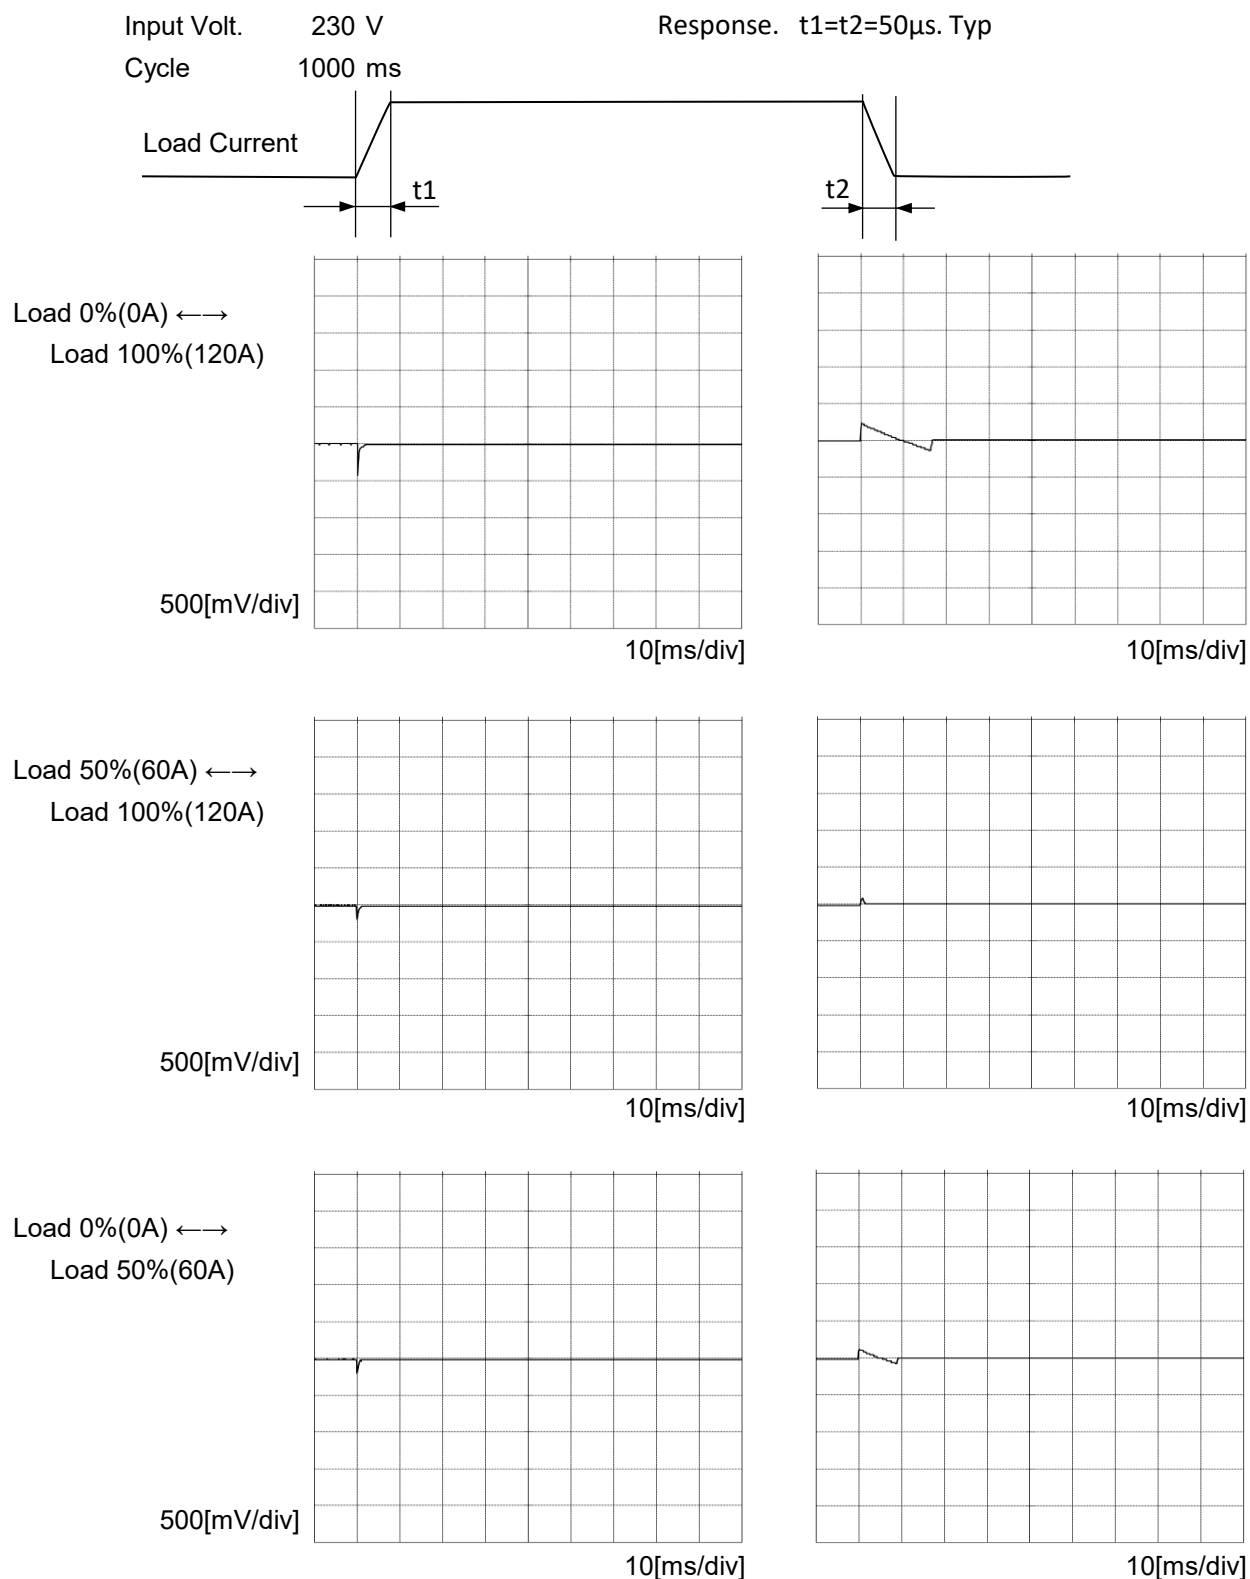 Input Volt. 230 V Response. t1=t2=50μs. Typ
Cycle 1000 ms
Load Current
t1
t2
Load 0%(0A) ←→
Load 100%(120A)
500[mV/div]
10[ms/div]
10[ms/div]
Load 50%(60A) ←→
Load 100%(120A)
500[mV/div]
10[ms/div]
10[ms/div]
Load 0%(0A) ←→
Load 50%(60A)
500[mV/div]
10[ms/div]
10[ms/div]